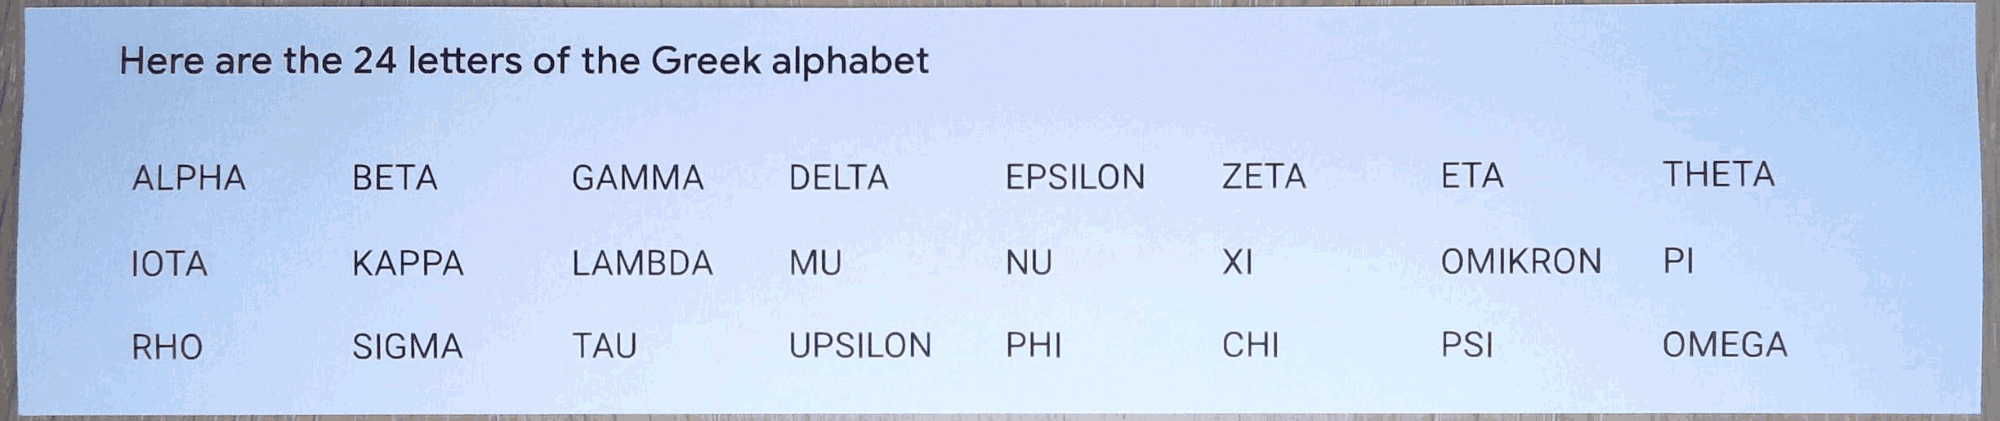 Here are the 24 letters of the Greek alphabet
ALPHA BETA GAMMA DELTA EPSILON ZETA ETA THETA
IOTA KAPPA LAMBDA MU NU XI OMIKRON PI
RHO SIGMA TAU UPSILON PHI CHI PSI OMEGA